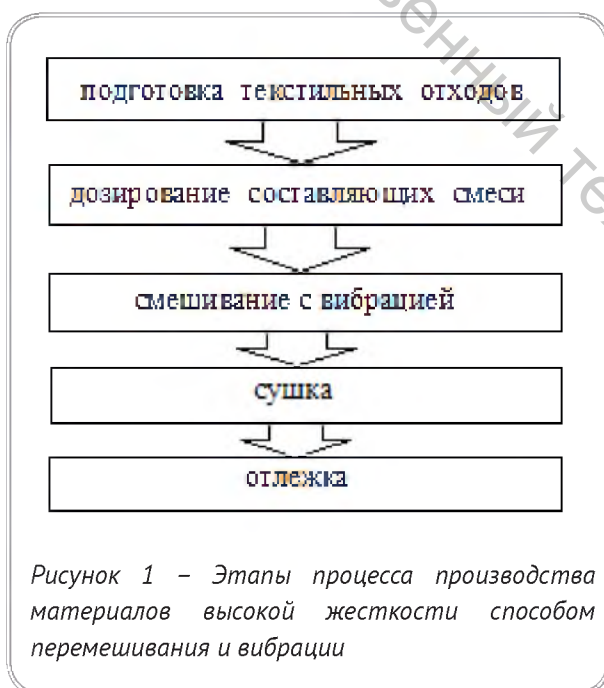 подготовка текстильных отходов
дозирование составляющих смеси
смешивание с вибрацией
сушка
отлежка
Рисунок 1 – Этапы процесса производства
материалов высокой жесткости способом
перемешивания и вибрации